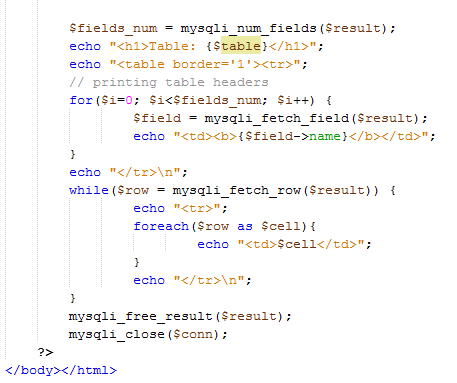 $fields_num = mysqli_num_fields($result);
echo "<h1>Table: {$table}</h1>";
echo "<table border='1'><tr>";
// printing table headers
for($i=0; $i<$fields_num; $i++) {
$field = mysqli_fetch_field($result);
echo "<td><b>{$field->name}</b></td>";
}
echo "</tr>\n";
while($row = mysqli_fetch_row($result)) {
echo "<tr>";
foreach($row as $cell){
echo "<td>$cell</td>";
}
echo "</tr>\n";
}
mysqli_free_result($result);
mysqli_close($conn);
?>
</body></html>